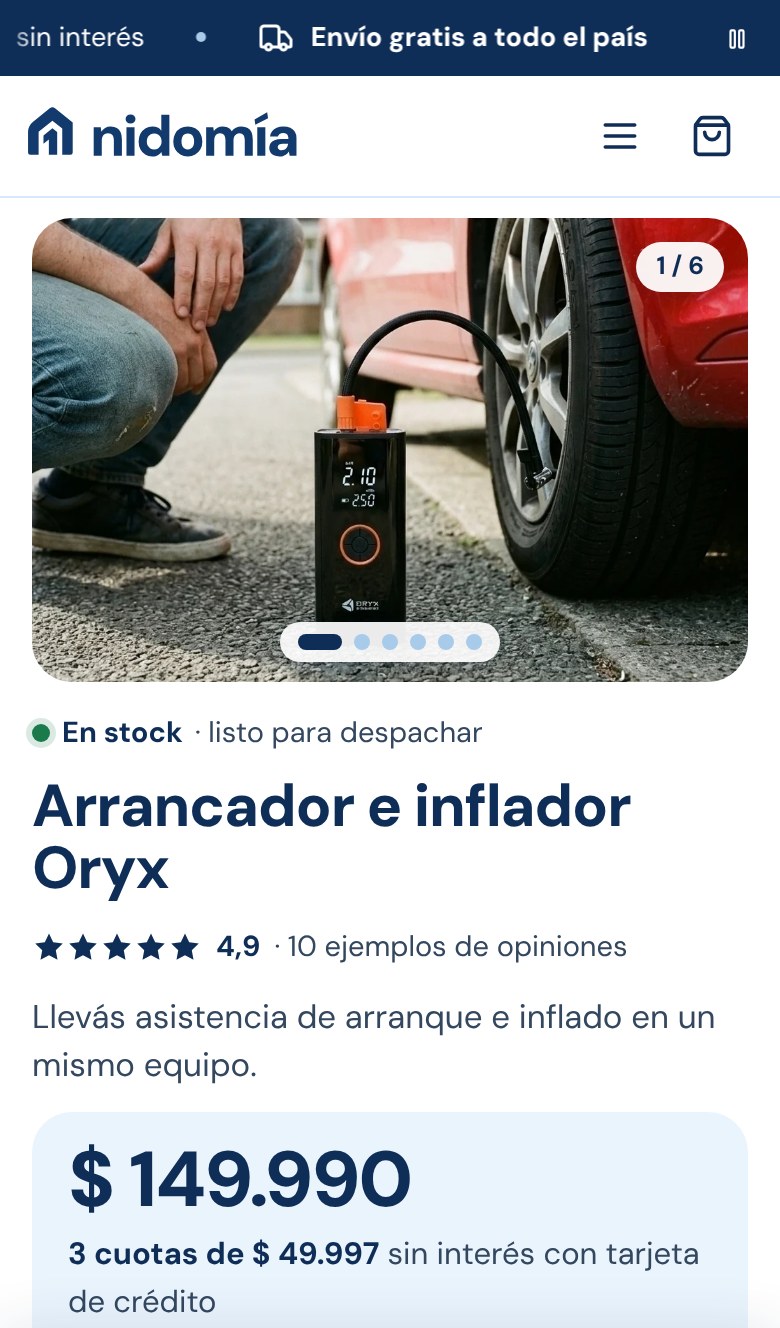 sin interés • Envío gratis a todo el país
nidomía
1 / 6
2.10
2.50
ORYX
En stock · listo para despachar
Arrancador e inflador
Oryx
4,9 · 10 ejemplos de opiniones
Llevás asistencia de arranque e inflado en un
mismo equipo.
$ 149.990
3 cuotas de $ 49.997 sin interés con tarjeta
de crédito